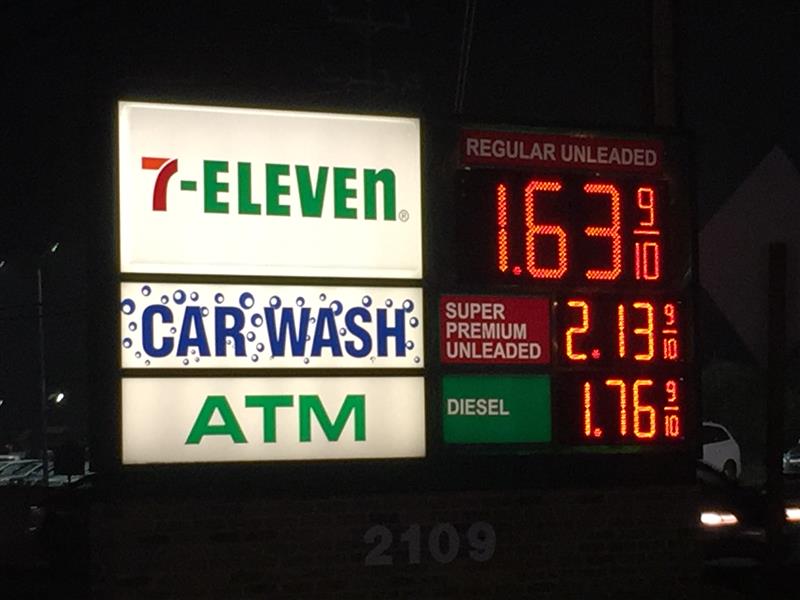 7-ELEVEn®
CAR WASH
ATM
REGULAR UNLEADED
1.63 9/10
SUPER
PREMIUM
UNLEADED
2.13 9/10
DIESEL
1.76 9/10
2109